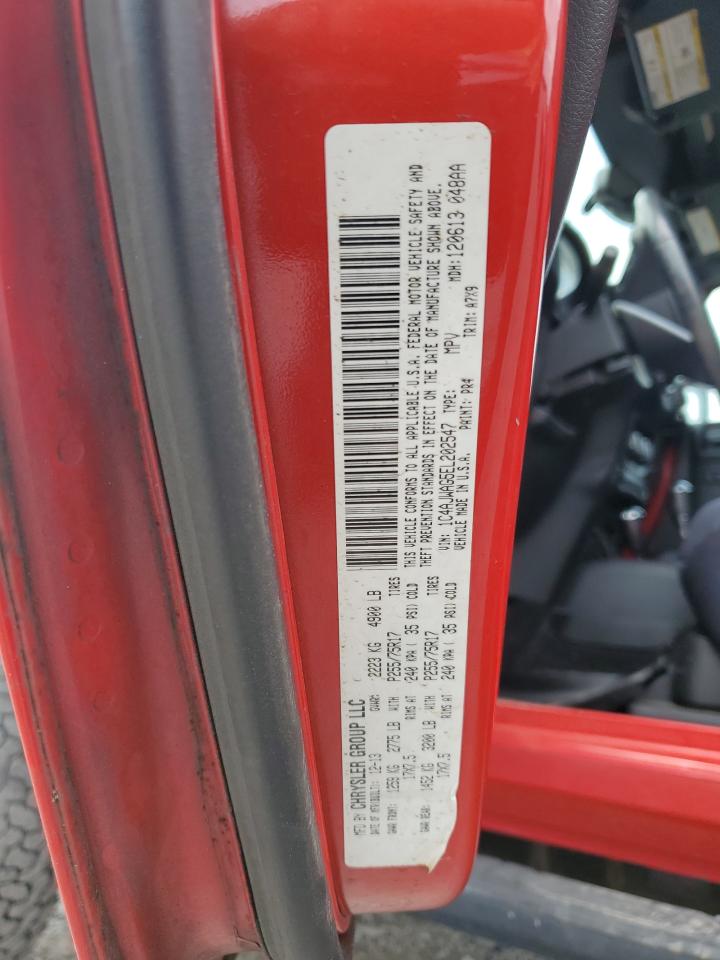 MFD BY CHRYSLER GROUP LLC
DATE OF MFR(BUILT): 12-13 GVWR: 2223 KG 4900 LB
GAWR FRONT: 1259 KG 2775 LB WITH P255/75R17 TIRES
17X7.5 RIMS AT 240 KPA ( 35 PSI) COLD
GAWR REAR: 1452 KG 3200 LB WITH P255/75R17 TIRES
17X7.5 RIMS AT 240 KPA ( 35 PSI) COLD
THIS VEHICLE CONFORMS TO ALL APPLICABLE U.S.A. FEDERAL MOTOR VEHICLE SAFETY AND
THEFT PREVENTION STANDARDS IN EFFECT ON THE DATE OF MANUFACTURE SHOWN ABOVE.
VIN: 1C4AJWAG5EL202547 TYPE: MPV MDH: 120613 048AA
VEHICLE MADE IN U.S.A. PAINT: PR4 TRIM: A7X9